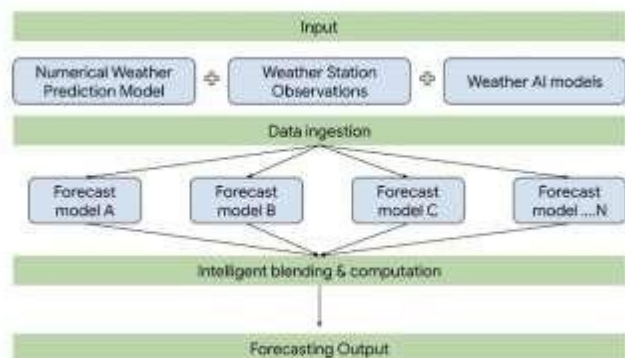 Input
Numerical Weather
Prediction Model
Weather Station
Observations
Weather AI models
Data ingestion
Forecast
model A
Forecast
model B
Forecast
model C
Forecast
model ....N
Intelligent blending & computation
Forecasting Output